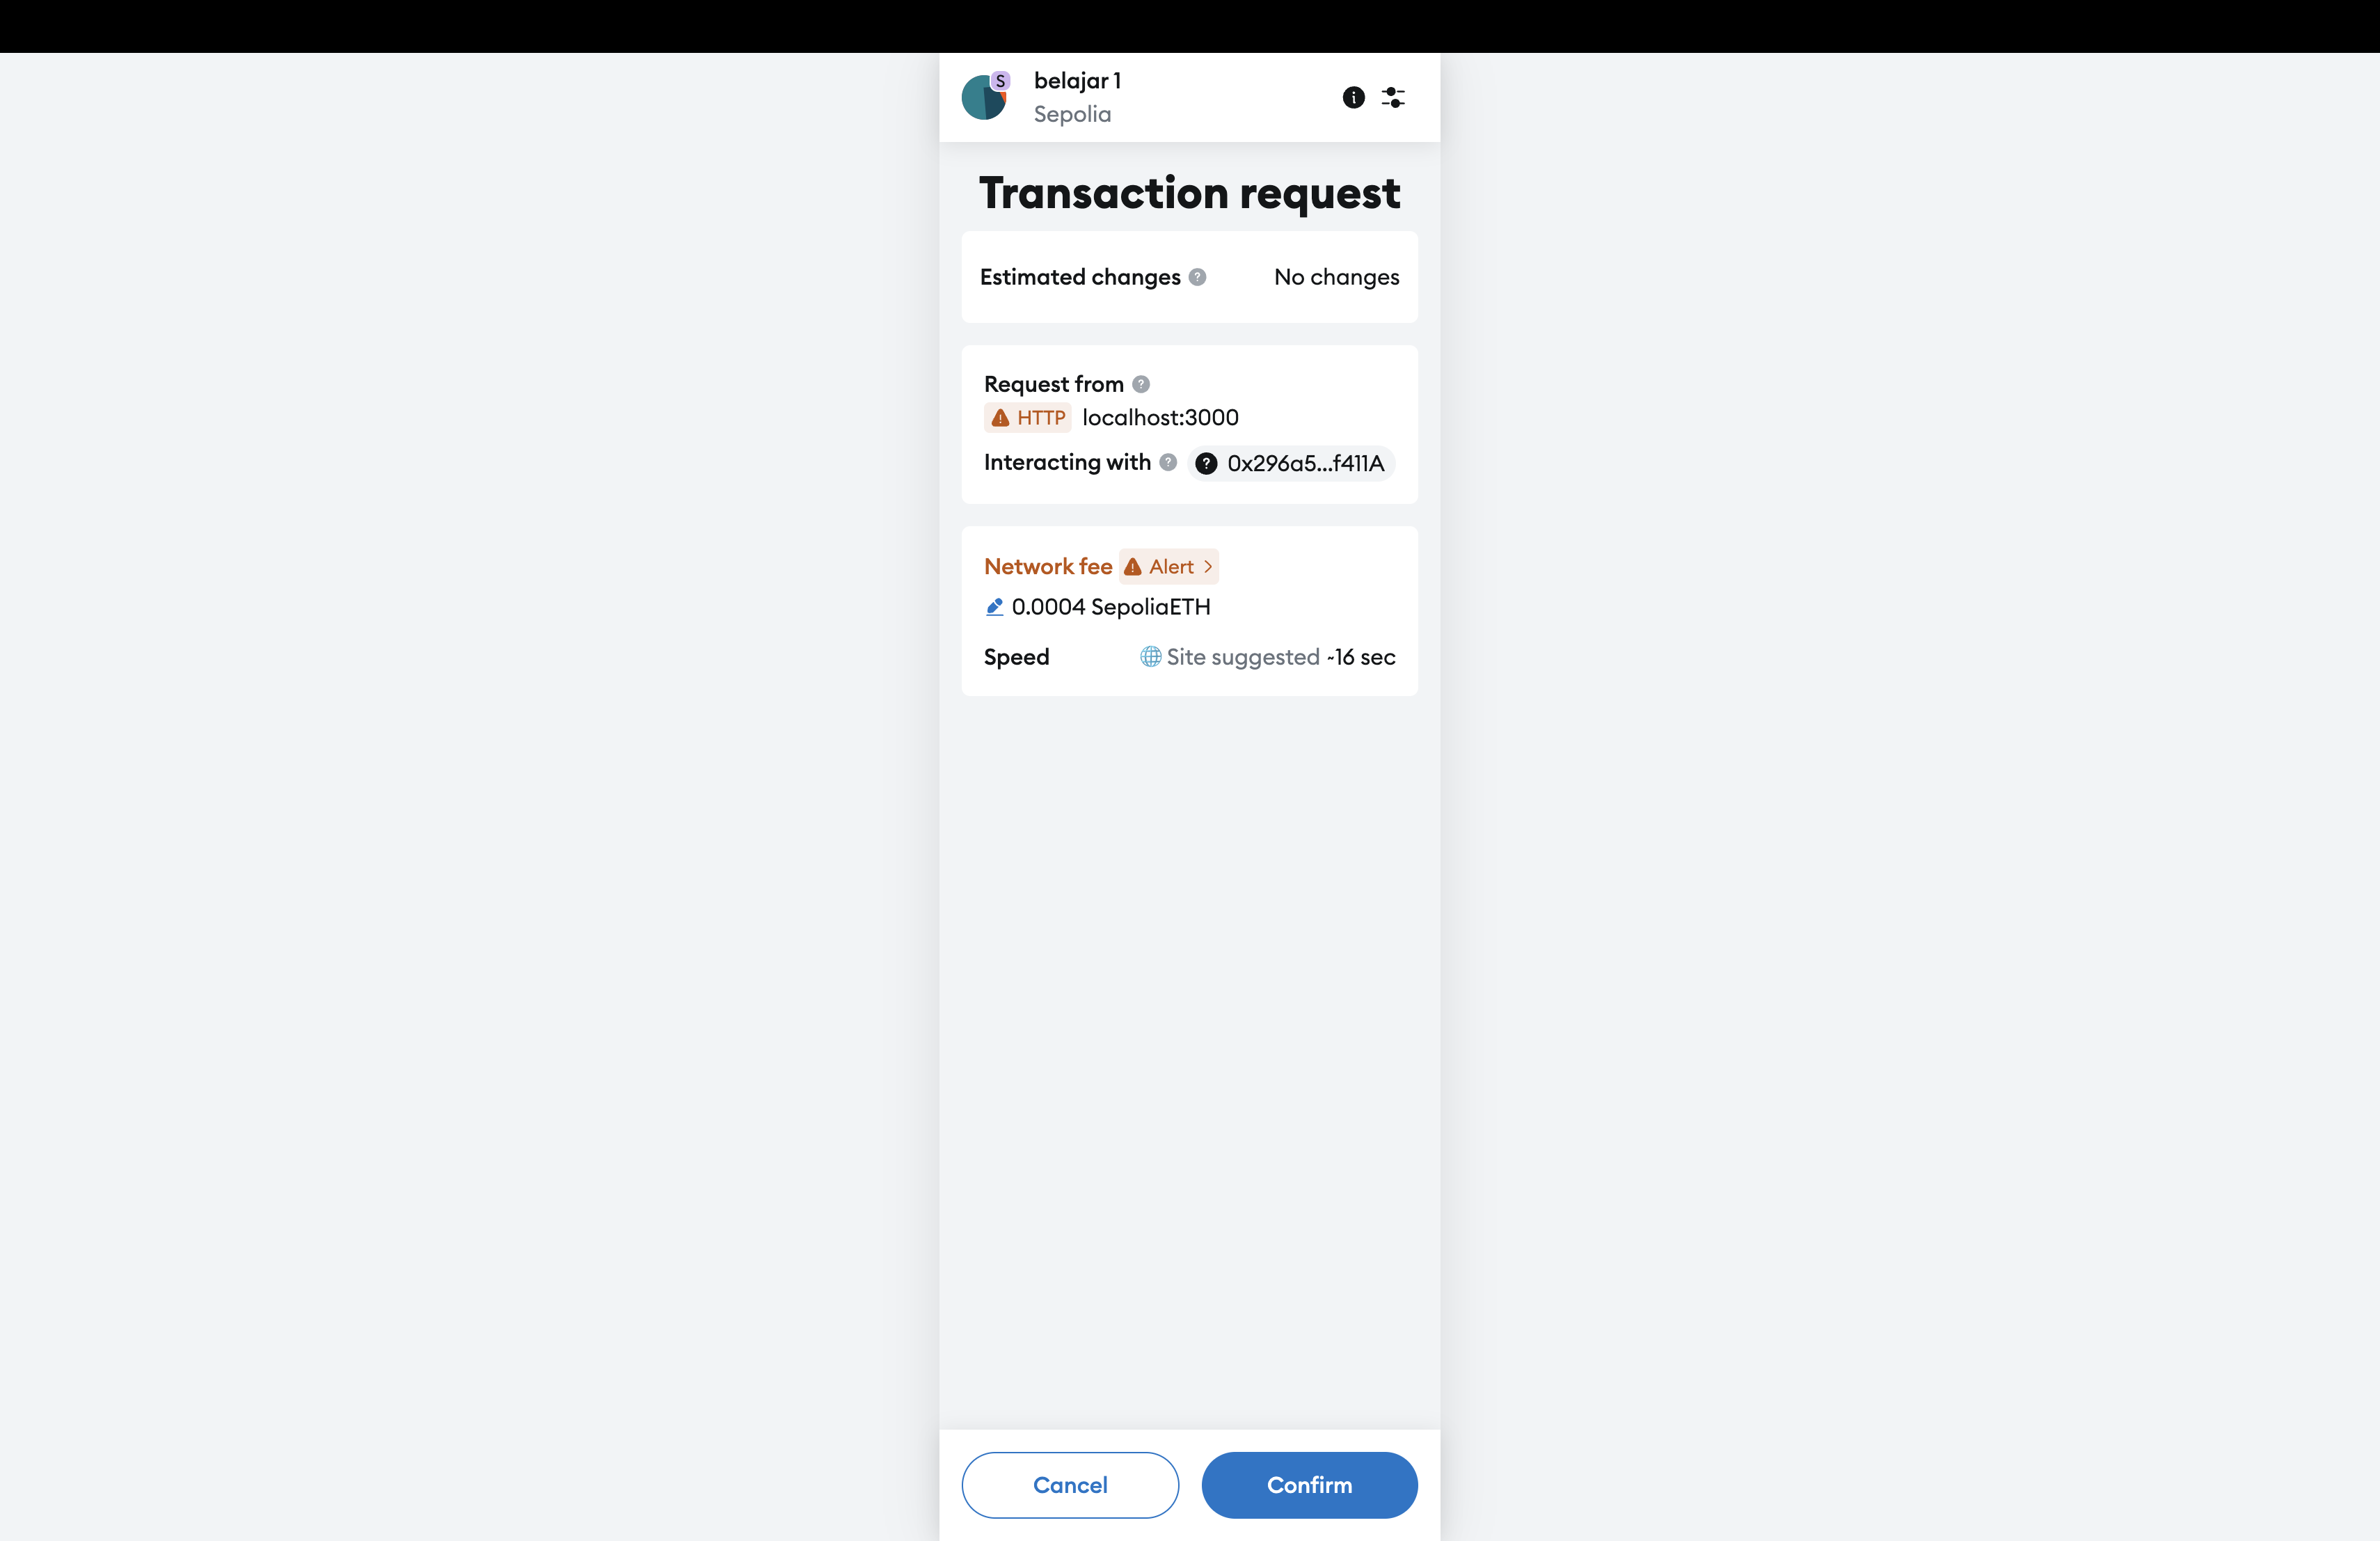 S
belajar 1
Sepolia
Transaction request
Estimated changes ? No changes
Request from ?
HTTP localhost:3000
Interacting with ? ? 0x296a5...f411A
Network fee Alert >
0.0004 SepoliaETH
Speed Site suggested ~16 sec
Cancel Confirm